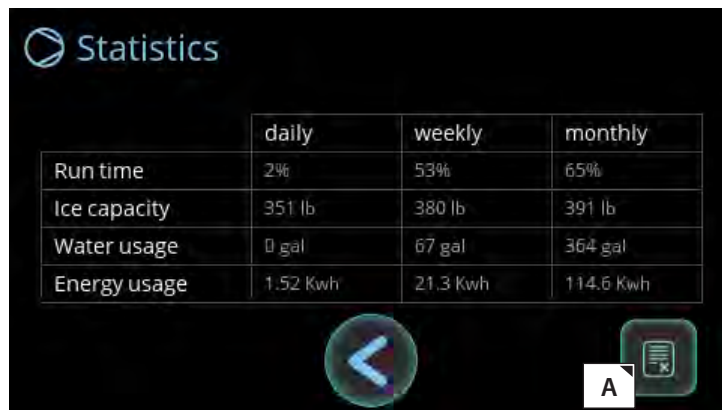 Statistics
daily weekly monthly
Run time 2% 53% 65%
Ice capacity 351 lb 380 lb 391 lb
Water usage 0 gal 67 gal 364 gal
Energy usage 1.52 Kwh 21.3 Kwh 114.6 Kwh
A